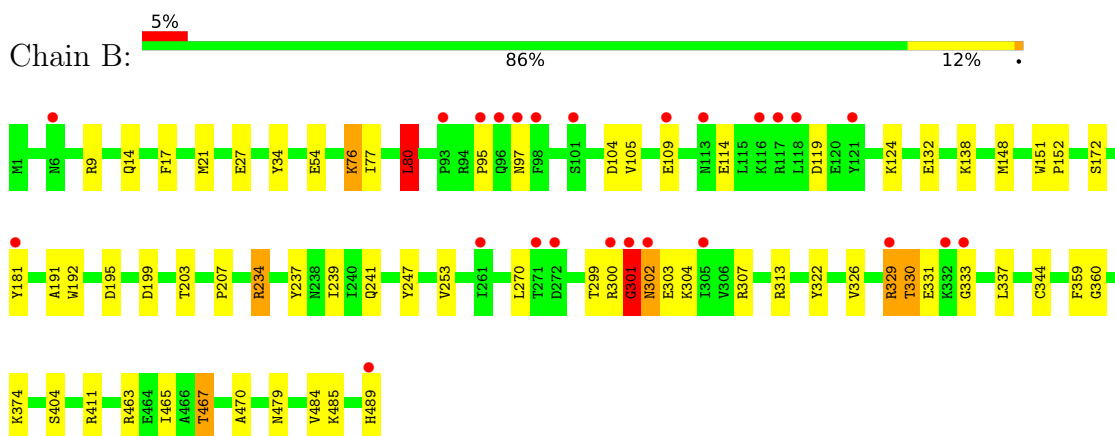 5%
Chain B:
86% 12% •
M1 N6 R9 Q14 F17 M21 E27 Y34 E54 K76 I77 L80 P93 R94 P95 Q96 N97 F98 S101 D104 V105 E109 N113 E114 L115 K116 R117 L118 D119 E120 Y121 K124 E132 K138 M148 W151 P152 S172
Y181 A191 W192 D195 D199 T203 P207 R234 Y237 N238 I239 I240 Q241 Y247 V253 I261 L270 T271 D272 T299 R300 G301 N302 E303 K304 I305 V306 R307 R313 Y322 V326 R329 T330 E331 K332 G333 L337 C344 F359 G360
K374 S404 R411 R463 E464 I465 A466 T467 A470 N479 V484 K485 H489